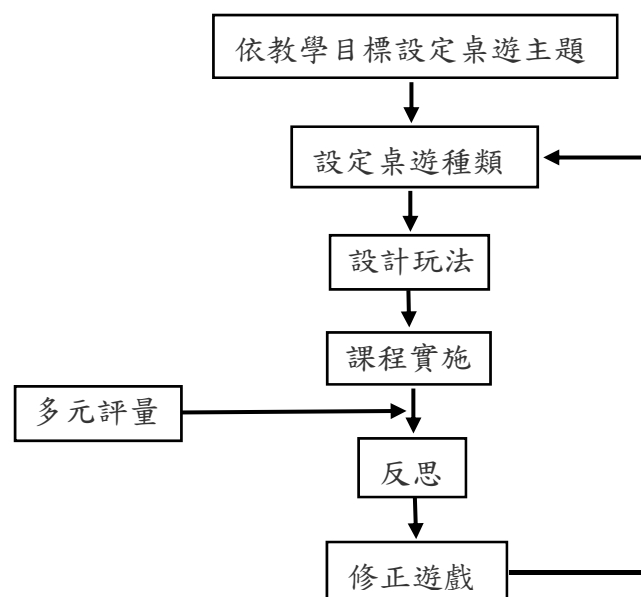 依教學目標設定桌遊主題
設定桌遊種類
設計玩法
課程實施
多元評量
反思
修正遊戲